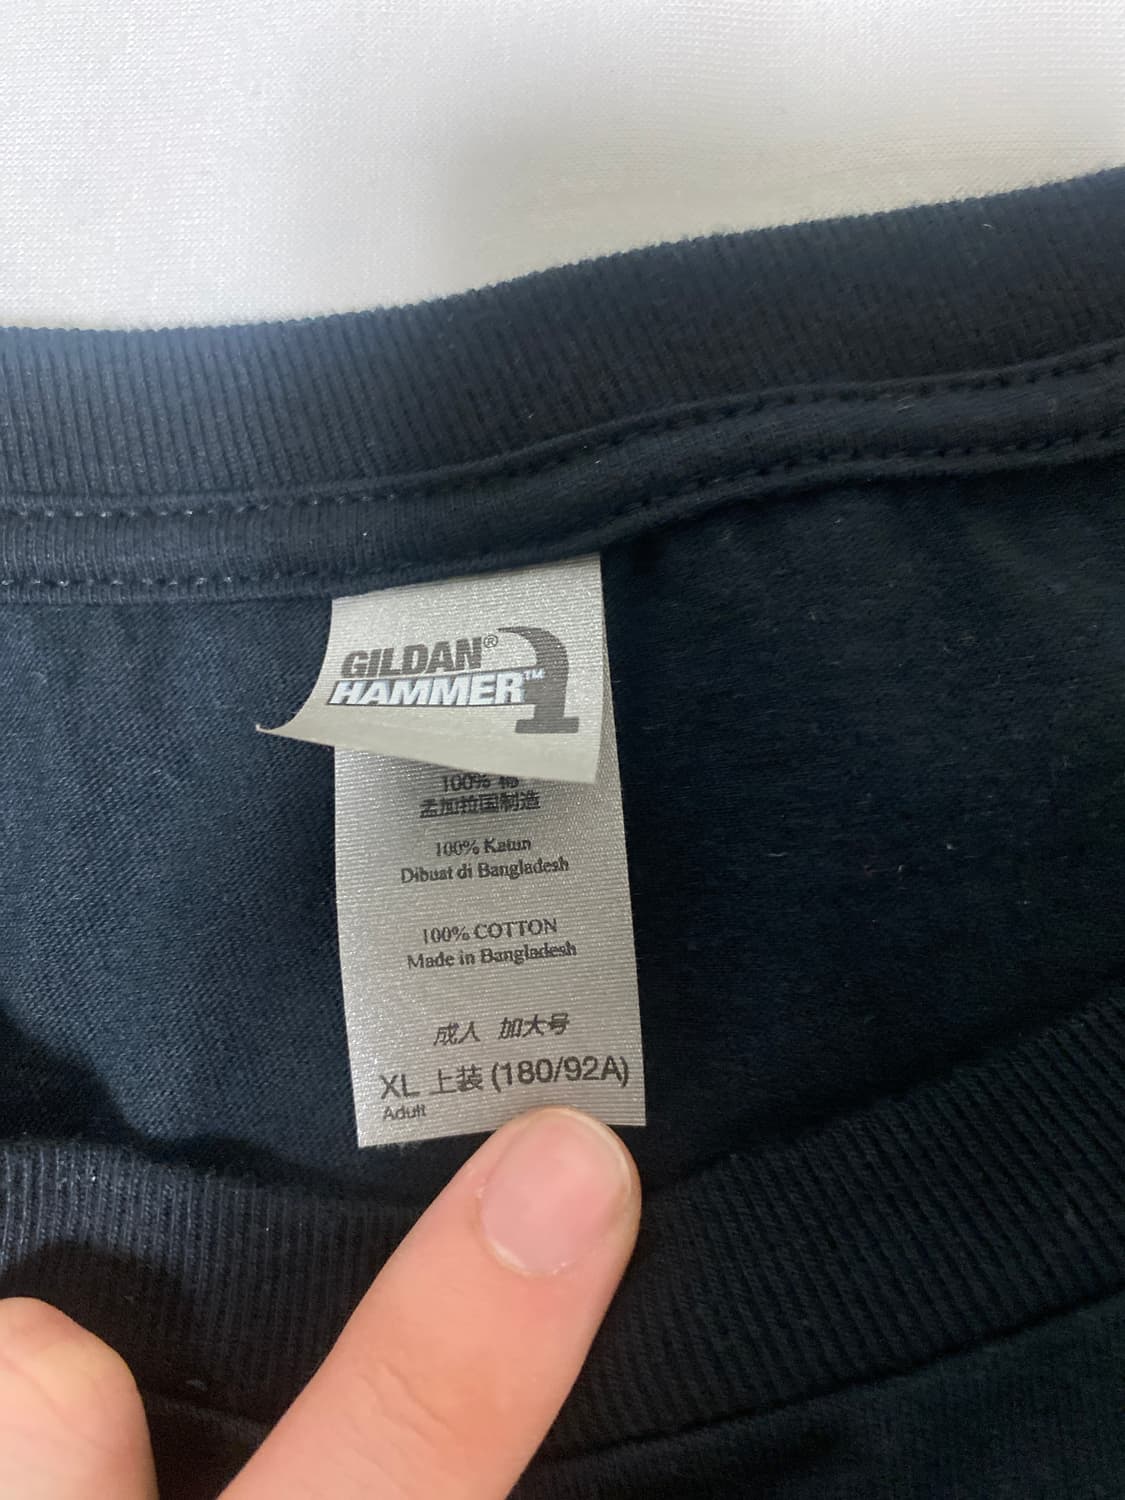 GILDAN®
HAMMER™
100% 棉
孟加拉国制造
100% Katun
Dibuat di Bangladesh
100% COTTON
Made in Bangladesh
成人 加大号
XL 上装 (180/92A)
Adult